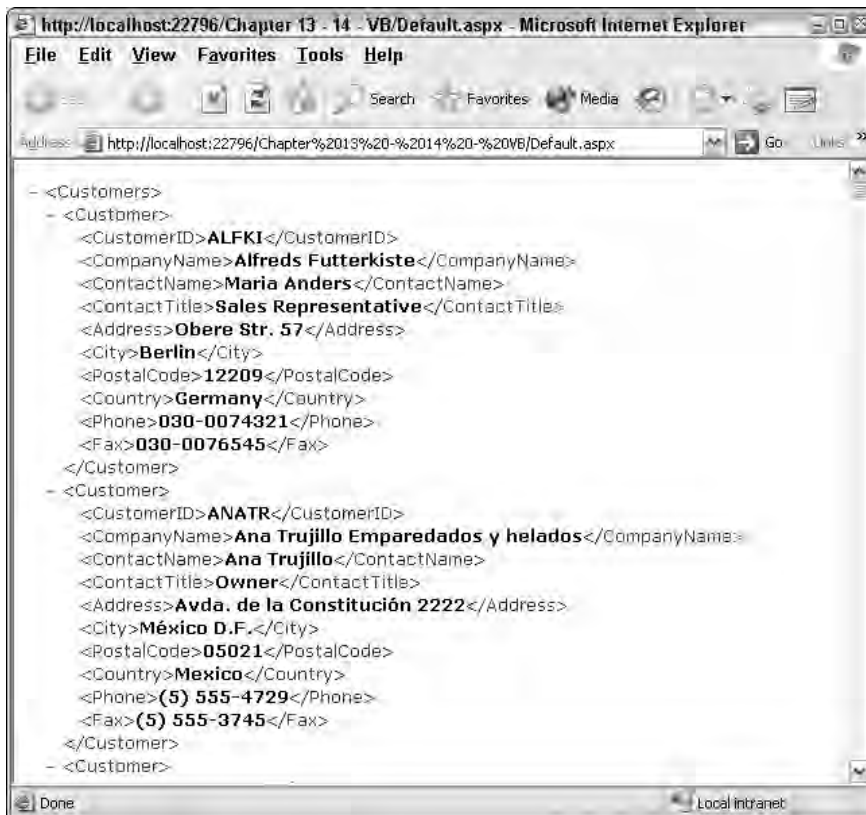 http://localhost:22796/Chapter 13 - 14 - VB/Default.aspx - Microsoft Internet Explorer
File Edit View Favorites Tools Help
Search Favorites Media
Address http://localhost:22796/Chapter%2013%20-%2014%20-%20VB/Default.aspx Go Links »
- <Customers>
- <Customer>
<CustomerID>ALFKI</CustomerID>
<CompanyName>Alfreds Futterkiste</CompanyName>
<ContactName>Maria Anders</ContactName>
<ContactTitle>Sales Representative</ContactTitle>
<Address>Obere Str. 57</Address>
<City>Berlin</City>
<PostalCode>12209</PostalCode>
<Country>Germany</Country>
<Phone>030-0074321</Phone>
<Fax>030-0076545</Fax>
</Customer>
- <Customer>
<CustomerID>ANATR</CustomerID>
<CompanyName>Ana Trujillo Emparedados y helados</CompanyName>
<ContactName>Ana Trujillo</ContactName>
<ContactTitle>Owner</ContactTitle>
<Address>Avda. de la Constitución 2222</Address>
<City>México D.F.</City>
<PostalCode>05021</PostalCode>
<Country>Mexico</Country>
<Phone>(5) 555-4729</Phone>
<Fax>(5) 555-3745</Fax>
</Customer>
- <Customer>
Done Local intranet